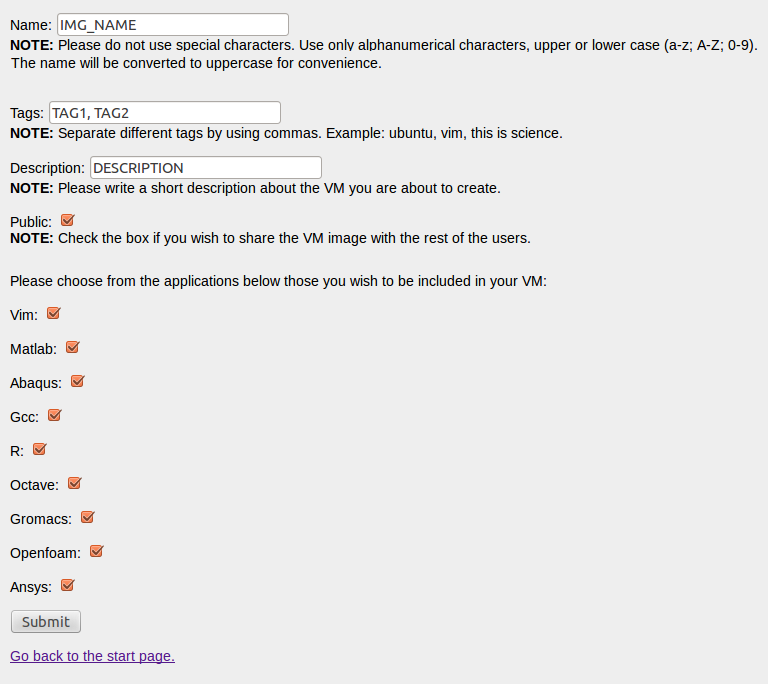 Name: IMG_NAME
NOTE: Please do not use special characters. Use only alphanumerical characters, upper or lower case (a-z; A-Z; 0-9).
The name will be converted to uppercase for convenience.
Tags: TAG1, TAG2
NOTE: Separate different tags by using commas. Example: ubuntu, vim, this is science.
Description: DESCRIPTION
NOTE: Please write a short description about the VM you are about to create.
Public:
NOTE: Check the box if you wish to share the VM image with the rest of the users.
Please choose from the applications below those you wish to be included in your VM:
Vim:
Matlab:
Abaqus:
Gcc:
R:
Octave:
Gromacs:
Openfoam:
Ansys:
Submit
Go back to the start page.